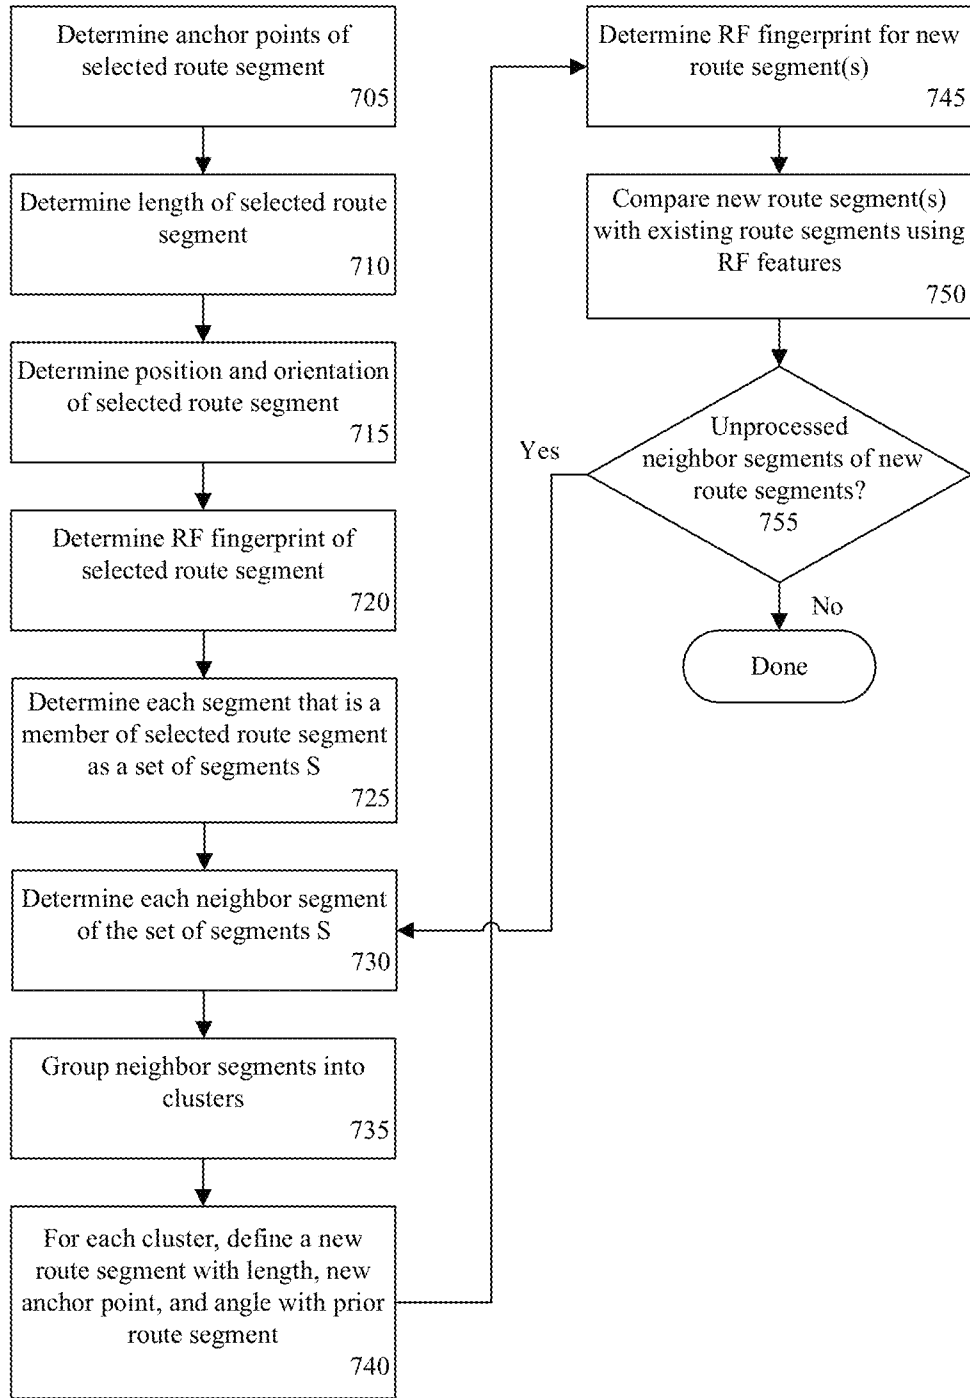 Determine anchor points of
selected route segment
705
Determine length of selected route
segment
710
Determine position and orientation
of selected route segment
715
Determine RF fingerprint of
selected route segment
720
Determine each segment that is a
member of selected route segment
as a set of segments S
725
Determine each neighbor segment
of the set of segments S
730
Group neighbor segments into
clusters
735
For each cluster, define a new
route segment with length, new
anchor point, and angle with prior
route segment
740
Determine RF fingerprint for new
route segment(s)
745
Compare new route segment(s)
with existing route segments using
RF features
750
Unprocessed
neighbor segments of new
route segments?
755
Yes
No
Done